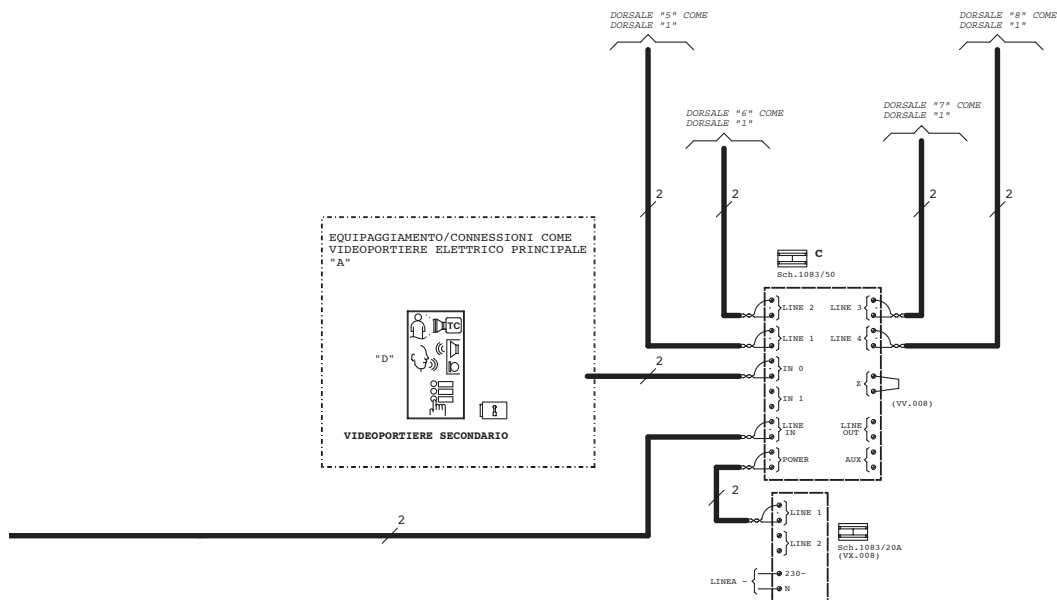 DORSALE "5" COME
DORSALE "1"
DORSALE "8" COME
DORSALE "1"
DORSALE "6" COME
DORSALE "1"
DORSALE "7" COME
DORSALE "1"
2
2
2
2
EQUIPAGGIAMENTO/CONNESSIONI COME
VIDEOPORTIERE ELETTRICO PRINCIPALE
"A"
C
Sch.1083/50
LINE 2
LINE 3
TC
LINE 1
LINE 4
"D"
2
IN 0
Z
IN 1
(VV.008)
VIDEOPORTIERE SECONDARIO
LINE
IN
LINE
OUT
POWER
AUX
2
2
LINE 1
LINE 2
Sch.1083/20A
(VX.008)
LINEA ~
230~
N